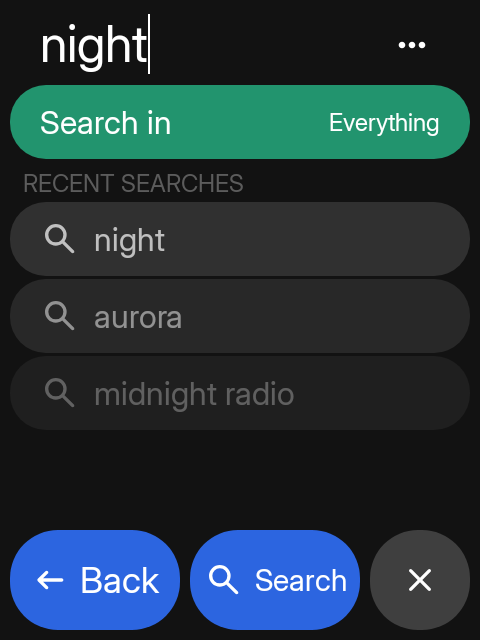 night
Search in Everything
RECENT SEARCHES
night
aurora
midnight radio
Back Search